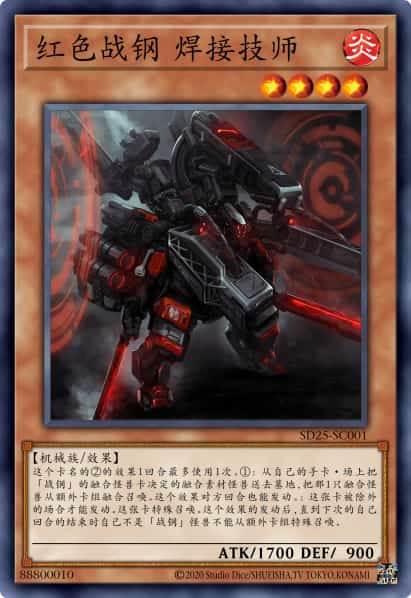 红色战钢 焊接技师
炎
SD25-SC001
【机械族/效果】
这个卡名的②的效果1回合最多使用1次。①：从自己的手卡·场上把
「战钢」的融合怪兽卡决定的融合素材怪兽送去墓地，把那1只融合怪
兽从额外卡组融合召唤。这个效果对方回合也能发动。：这张卡被除外
的场合才能发动。这张卡特殊召唤。这个效果的发动后，直到下次的自己
回合的结束时自己不是「战钢」怪兽不能从额外卡组特殊召唤。
ATK/1700 DEF/ 900
88800010
©2020 Studio Dice/SHUEISHA,TV TOKYO,KONAMI